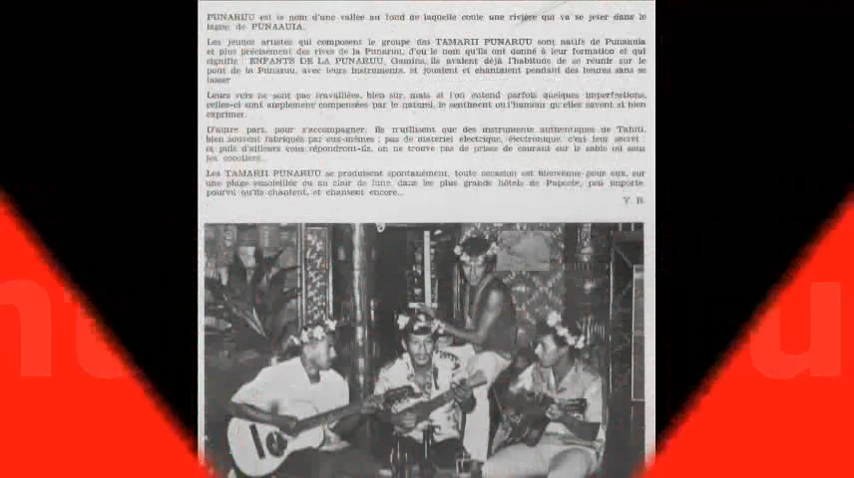 PUNARUU est le nom d'une vallée au fond de laquelle coule une rivière qui va se jeter dans le
lagon de PUNAAUIA.
Les jeunes artistes qui composent le groupe des TAMARII PUNARUU sont natifs de Punaauia
et plus précisément des rives de la Punaruu, d'où le nom qu'ils ont donné à leur formation et qui
signifie : ENFANTS DE LA PUNARUU. Gamins, ils avaient déjà l'habitude de se réunir sur le
pont de la Punaruu, avec leurs instruments, et jouaient et chantaient pendant des heures sans se
lasser
Leurs voix ne sont pas travaillées, bien sûr, mais si l'on entend parfois quelques imperfections,
celles-ci sont amplement compensées par le naturel, le sentiment ou l'humour qu'elles savent si bien
exprimer.
D'autre part, pour s'accompagner, ils n'utilisent que des instruments authentiques de Tahiti,
bien souvent fabriqués par eux-mêmes : pas de matériel électrique, électronique, c'est leur secret :
et puis d'ailleurs vous répondront-ils, on ne trouve pas de prises de courant sur le sable ou sous
les cocotiers.
Les TAMARII PUNARUU se produisent spontanément, toute occasion est bienvenue pour eux, sur
une plage ensoleillée ou au clair de lune, dans les plus grands hôtels de Papeete, peu importe,
pourvu qu'ils chantent, et chantent encore...
Y. B.